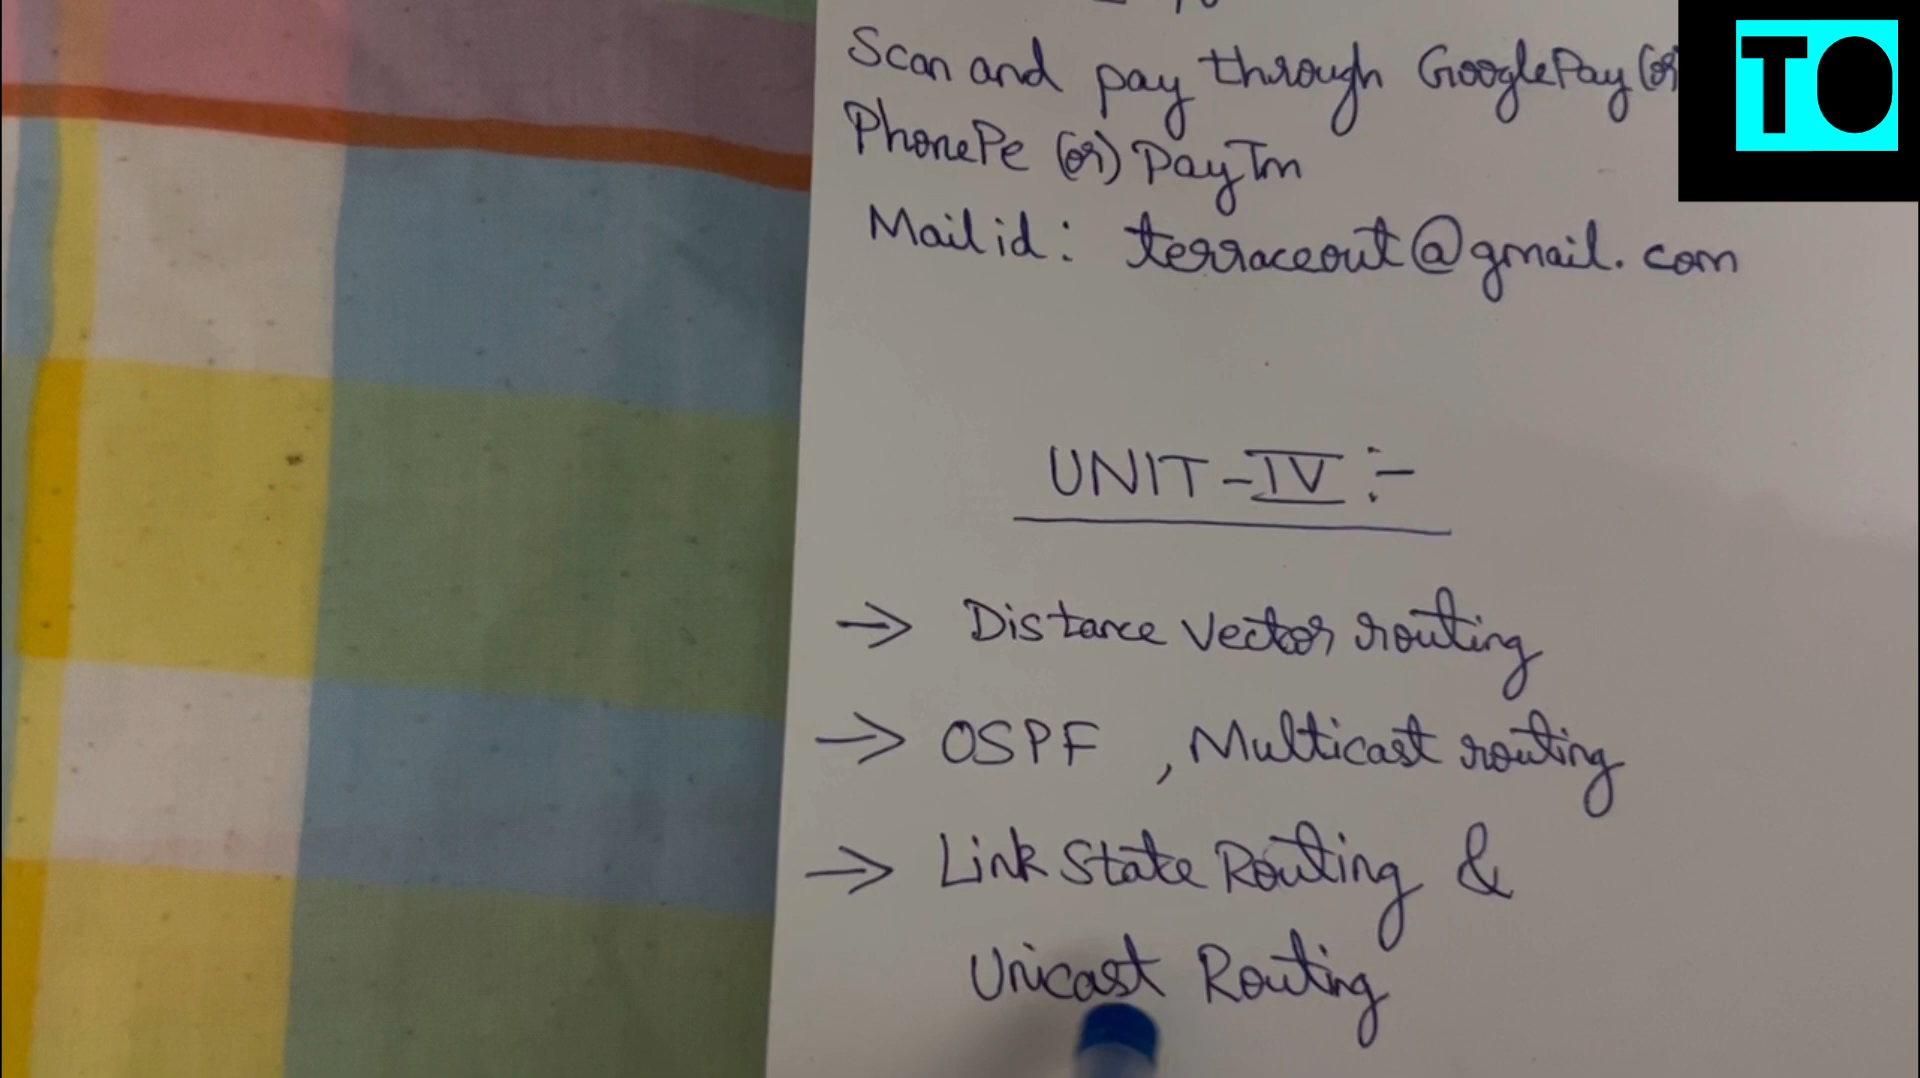 Scan and pay through GooglePay (or
PhonePe (or) PayTm
Mail id : terraceout@gmail.com
UNIT - IV :-
→ Distance Vector routing
→ OSPF , Multicast routing
→ Link State Routing &
Unicast Routing
TO